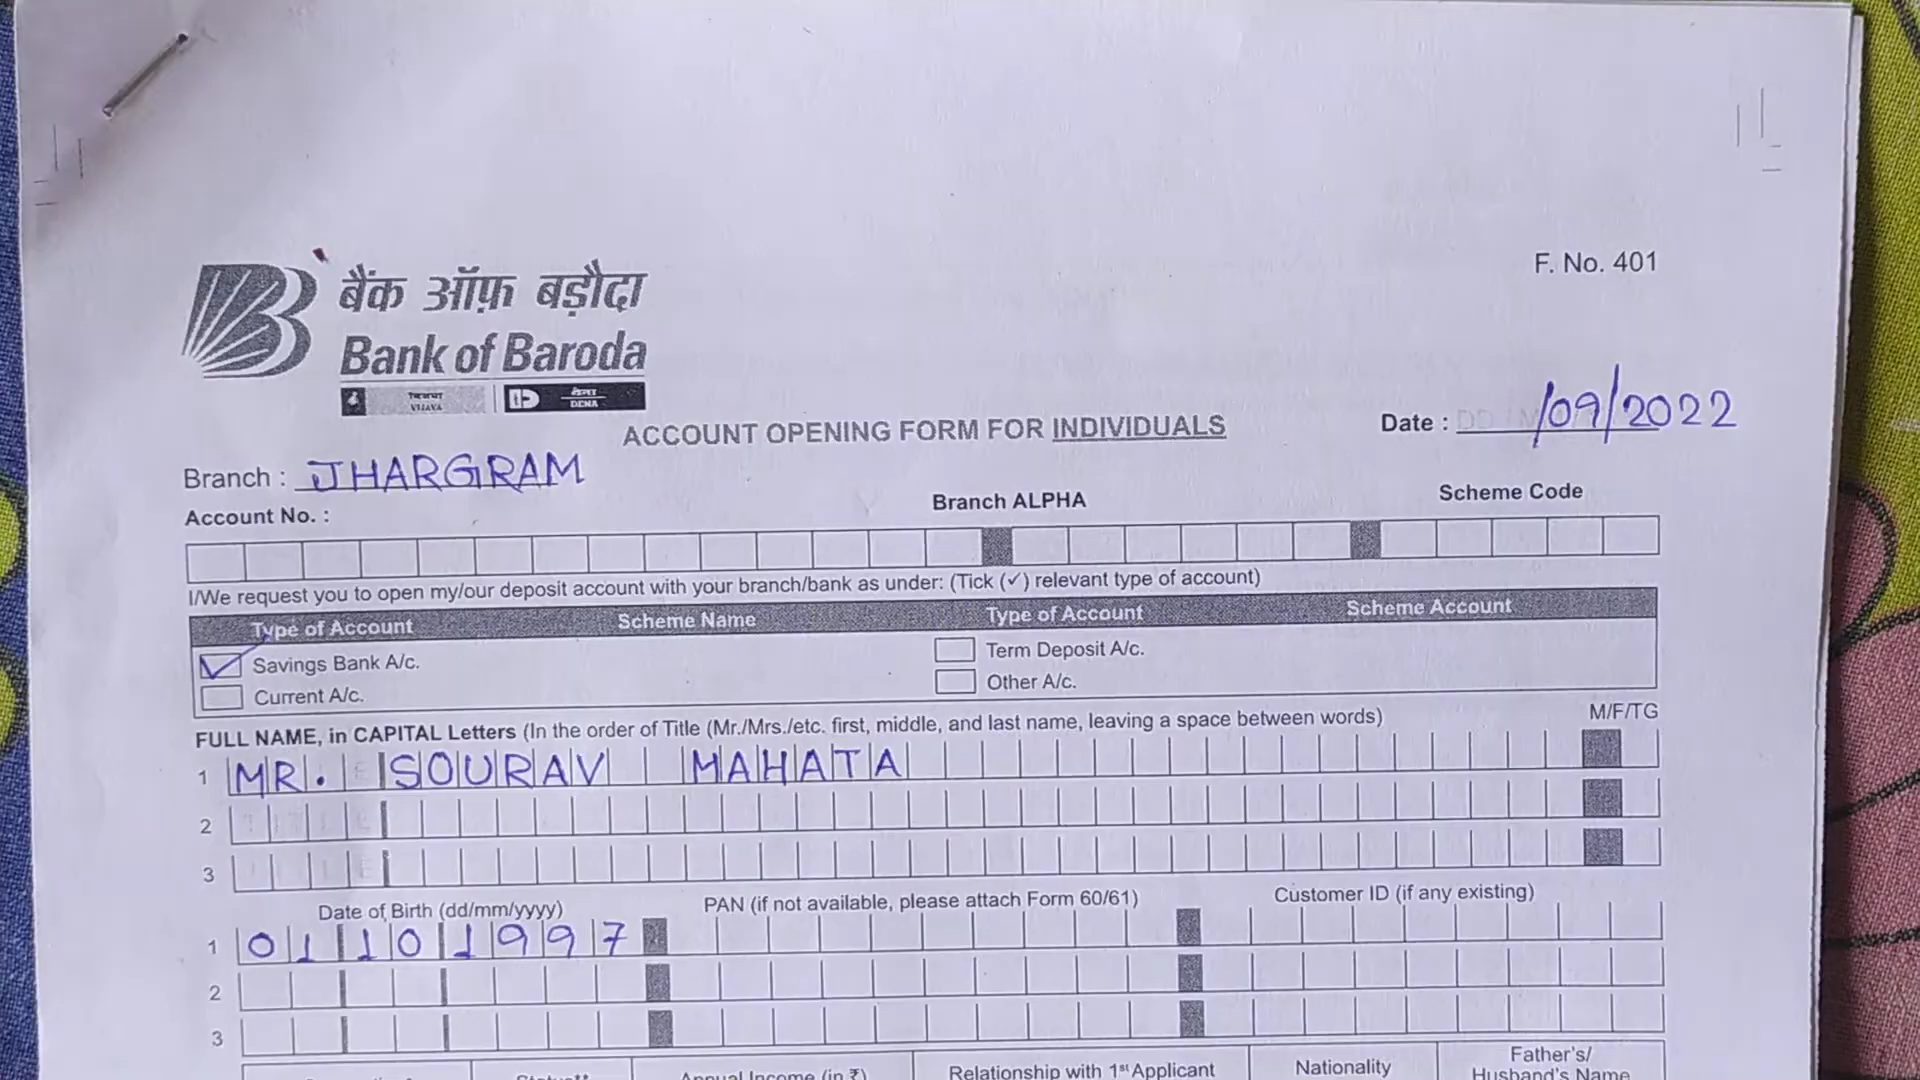 F. No. 401
बैंक ऑफ़ बड़ौदा
Bank of Baroda
VIJAYA
DENA
ACCOUNT OPENING FORM FOR INDIVIDUALS
Date : /09/2022
Branch : JHARGRAM
Account No. :
Branch ALPHA
Scheme Code
I/We request you to open my/our deposit account with your branch/bank as under: (Tick (✓) relevant type of account)
Type of Account Scheme Name Type of Account Scheme Account
Savings Bank A/c. Term Deposit A/c.
Current A/c. Other A/c.
FULL NAME, in CAPITAL Letters (In the order of Title (Mr./Mrs./etc. first, middle, and last name, leaving a space between words) M/F/TG
1 MR. SOURAV MAHATA
2
3
Date of Birth (dd/mm/yyyy) PAN (if not available, please attach Form 60/61) Customer ID (if any existing)
1 01101997
2
3
Annual Income (in ₹) Relationship with 1st Applicant Nationality Father's/
Husband's Name